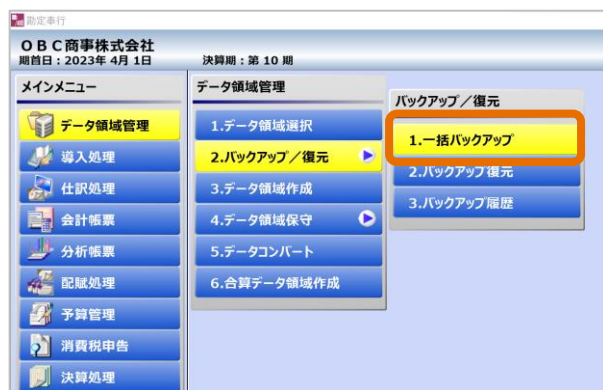 勘定奉行
ＯＢＣ商事株式会社
期首日：2023年 4月 1日
決算期：第 10 期
メインメニュー
データ領域管理
導入処理
仕訳処理
会計帳票
分析帳票
配賦処理
予算管理
消費税申告
決算処理
データ領域管理
1.データ領域選択
2.バックアップ／復元
3.データ領域作成
4.データ領域保守
5.データコンバート
6.合算データ領域作成
バックアップ／復元
1.一括バックアップ
2.バックアップ復元
3.バックアップ履歴